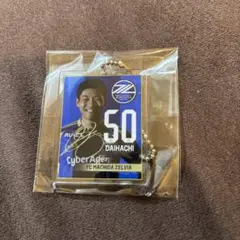 50
DAIHACHI
CyberAgent
FC MACHIDA ZELVIA